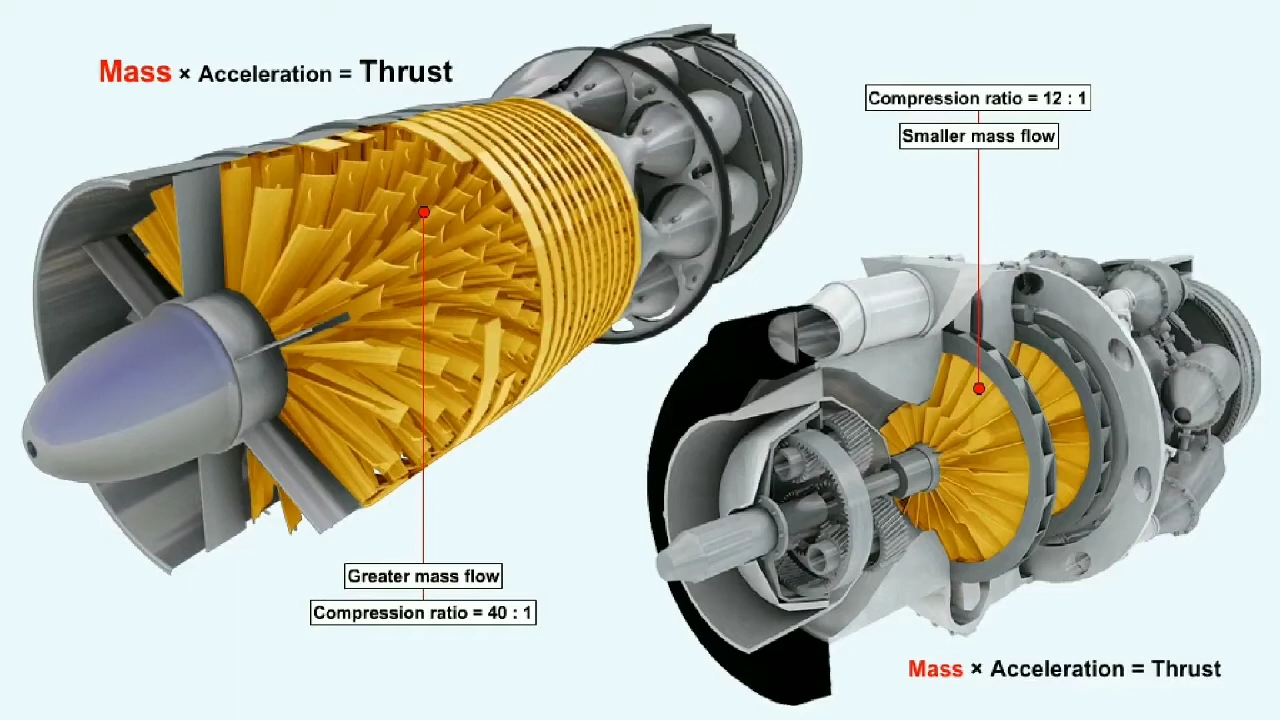 Mass × Acceleration = Thrust
Compression ratio = 12 : 1
Smaller mass flow
Greater mass flow
Compression ratio = 40 : 1
Mass × Acceleration = Thrust